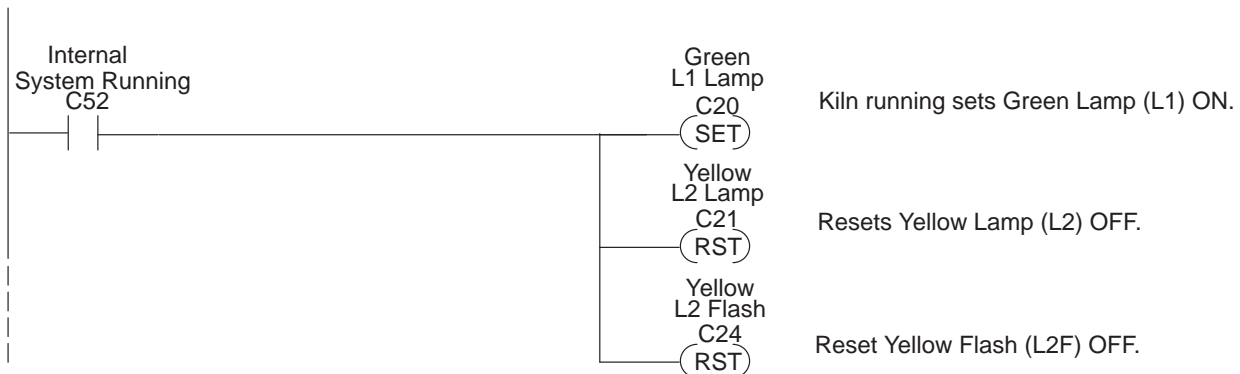 Internal
System Running
C52
Green
L1 Lamp
C20
SET
Kiln running sets Green Lamp (L1) ON.
Yellow
L2 Lamp
C21
RST
Resets Yellow Lamp (L2) OFF.
Yellow
L2 Flash
C24
RST
Reset Yellow Flash (L2F) OFF.